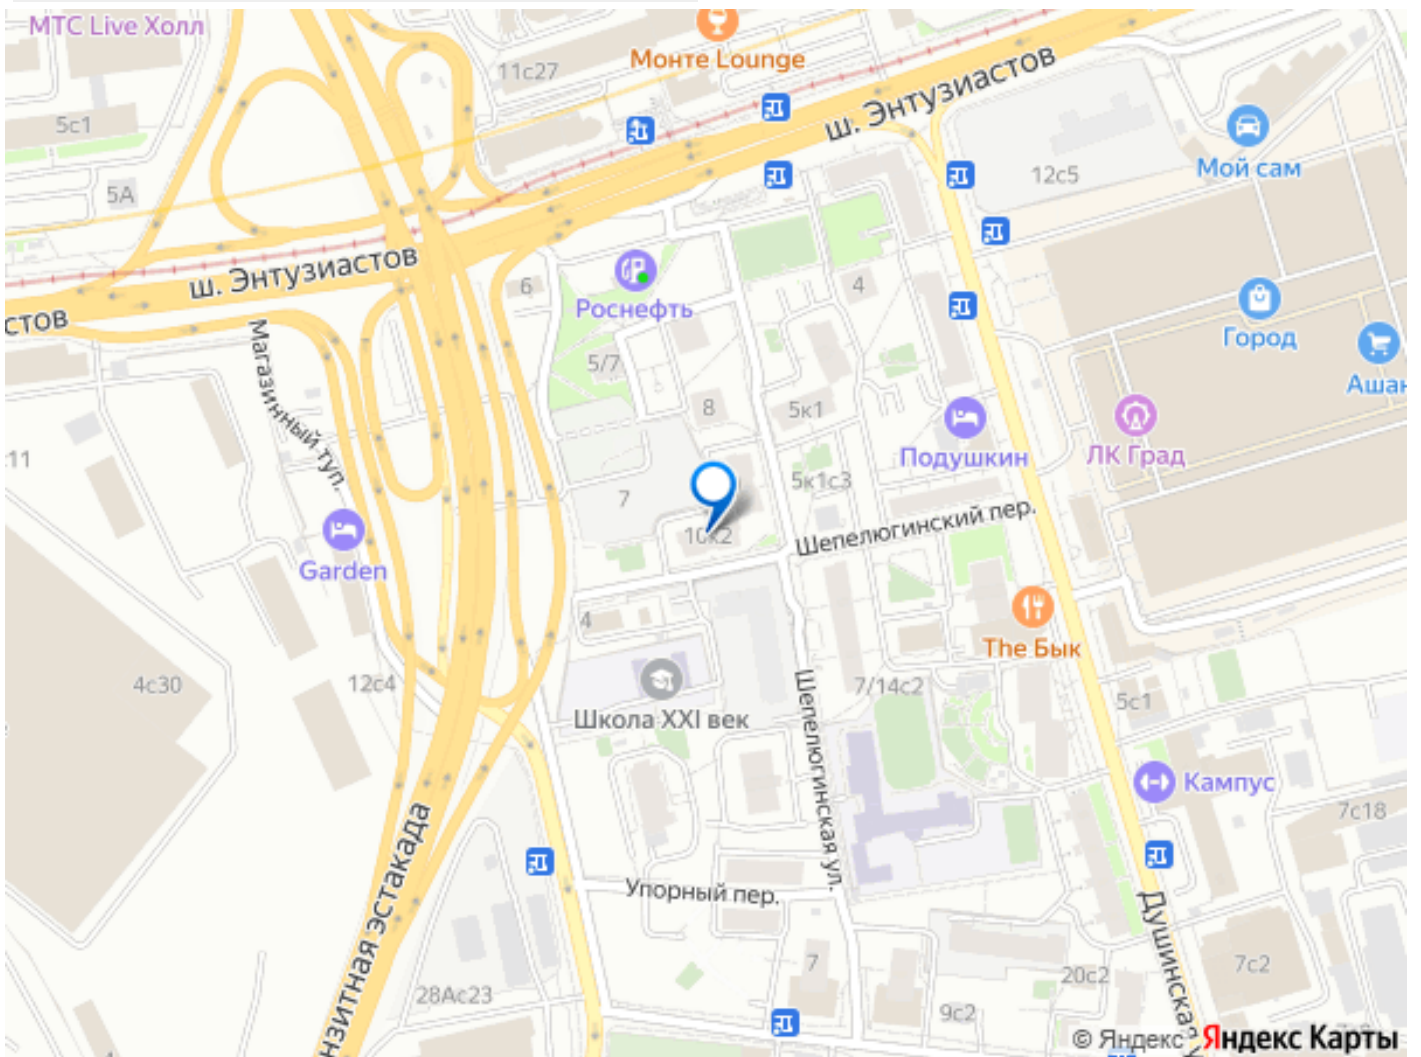 МТС Live Холл
Монте Lounge
11с27
ш. Энтузиастов
5с1
Мой сам
12с5
5А
ш. Энтузиастов
6
Роснефть
4
Город
стов
Магазинный туп.
5/7
Ашан
8
5к1
Подушкин
ЛК Град
11
5к1с3
7
10к2
Шепелюгинский пер.
Garden
4
The Бык
4с30
12с4
7/14с2
5с1
Школа XXI век
Шепелюгинская ул.
Кампус
7с18
нзитная эстакада
Упорный пер.
Душинская у
7
20с2
7с2
28Ас23
9с2
© Яндекс Яндекс Карты